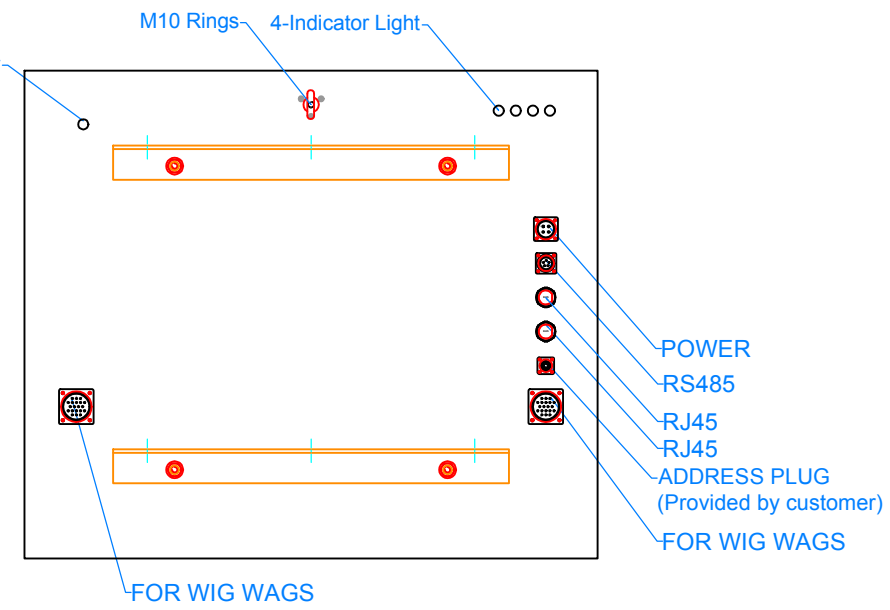 M10 Rings
4-Indicator Light
POWER
RS485
RJ45
RJ45
ADDRESS PLUG
(Provided by customer)
FOR WIG WAGS
FOR WIG WAGS